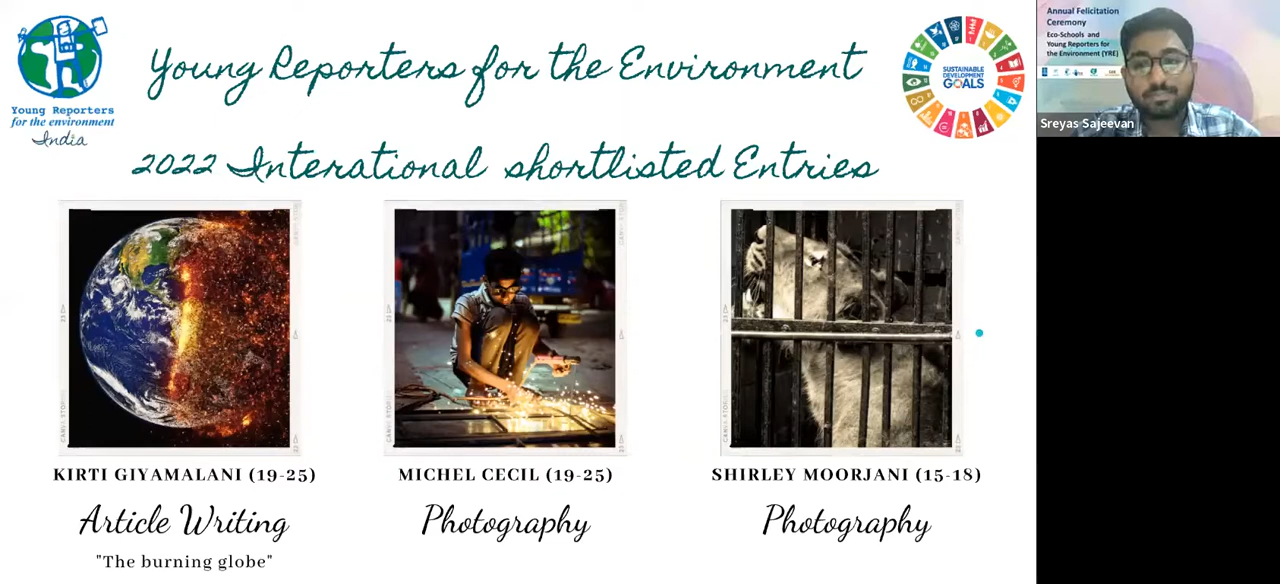 Young Reporters for the Environment
Young Reporters
for the environment
India
SUSTAINABLE
DEVELOPMENT
GOALS
2022 Interational shortlisted Entries
KIRTI GIYAMALANI (19-25)
Article Writing
"The burning globe"
MICHEL CECIL (19-25)
Photography
SHIRLEY MOORJANI (15-18)
Photography
Annual Felicitation
Ceremony
Eco-Schools and
Young Reporters for
the Environment (YRE)
Sreyas Sajeevan